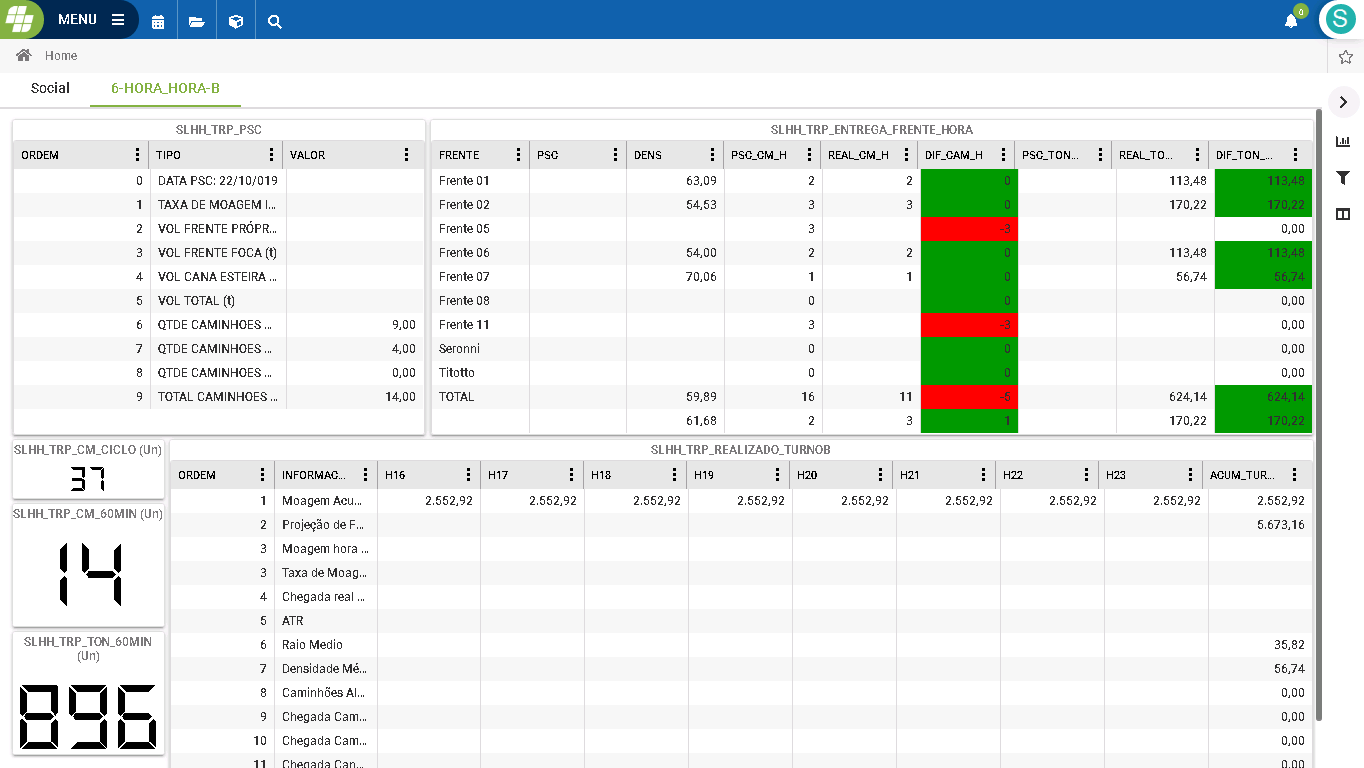 MENU
0
S
Home
Social 6-HORA_HORA-B
SLHH_TRP_PSC
ORDEM TIPO VALOR
0 DATA PSC: 22/10/019
1 TAXA DE MOAGEM I...
2 VOL FRENTE PRÓPR...
3 VOL FRENTE FOCA (t)
4 VOL CANA ESTEIRA ...
5 VOL TOTAL (t)
6 QTDE CAMINHOES ... 9,00
7 QTDE CAMINHOES ... 4,00
8 QTDE CAMINHOES ... 0,00
9 TOTAL CAMINHOES ... 14,00
SLHH_TRP_ENTREGA_FRENTE_HORA
FRENTE PSC DENS PSC_CM_H REAL_CM_H DIF_CAM_H PSC_TON... REAL_TO... DIF_TON_...
Frente 01 63,09 2 2 0 113,48 113,48
Frente 02 54,53 3 3 0 170,22 170,22
Frente 05 3 3 0,00
Frente 06 54,00 2 2 0 113,48 113,48
Frente 07 70,06 1 1 0 56,74 56,74
Frente 08 0 0 0,00
Frente 11 3 3 0,00
Seronni 0 0 0,00
Titotto 0 0 0,00
TOTAL 59,89 16 11 5 624,14 624,14
61,68 2 3 1 170,22 170,22
SLHH_TRP_CM_CICLO (Un)
37
SLHH_TRP_CM_60MIN (Un)
14
SLHH_TRP_TON_60MIN
(Un)
896
SLHH_TRP_REALIZADO_TURNOB
ORDEM INFORMAC... H16 H17 H18 H19 H20 H21 H22 H23 ACUM_TUR...
1 Moagem Acu... 2.552,92 2.552,92 2.552,92 2.552,92 2.552,92 2.552,92 2.552,92 2.552,92 2.552,92
2 Projeção de F... 5.673,16
3 Moagem hora ...
3 Taxa de Moag...
4 Chegada real ...
5 ATR
6 Raio Medio 35,82
7 Densidade Mé... 56,74
8 Caminhões Al... 0,00
9 Chegada Cam... 0,00
10 Chegada Cam... 0,00
11 Chegada Can... 0,00